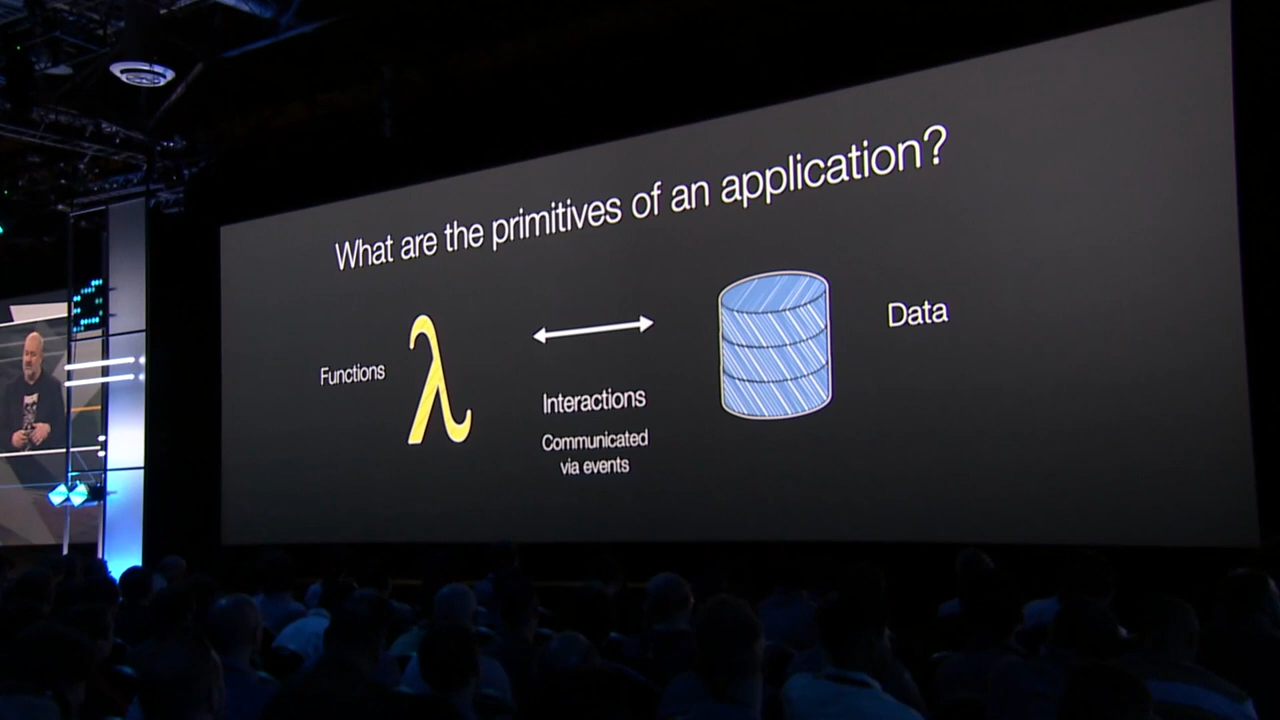 What are the primitives of an application?
Functions
λ
Interactions
Communicated
via events
Data